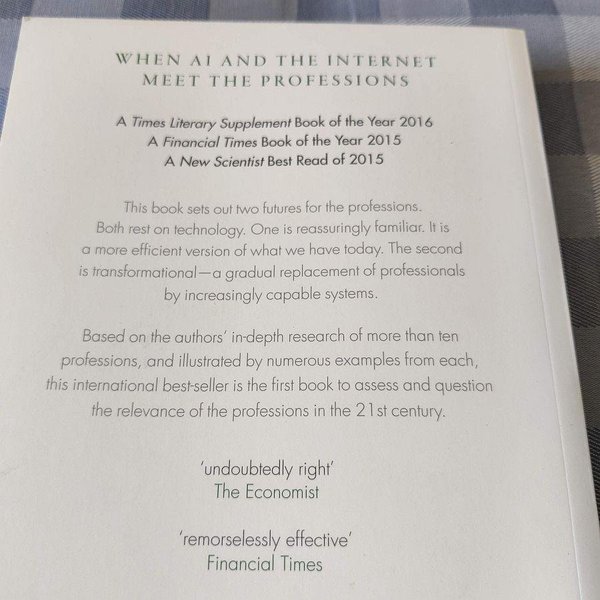 WHEN AI AND THE INTERNET
MEET THE PROFESSIONS
A Times Literary Supplement Book of the Year 2016
A Financial Times Book of the Year 2015
A New Scientist Best Read of 2015
This book sets out two futures for the professions.
Both rest on technology. One is reassuringly familiar. It is
a more efficient version of what we have today. The second
is transformational—a gradual replacement of professionals
by increasingly capable systems.
Based on the authors' in-depth research of more than ten
professions, and illustrated by numerous examples from each,
this international best-seller is the first book to assess and question
the relevance of the professions in the 21st century.
'undoubtedly right'
The Economist
'remorselessly effective'
Financial Times